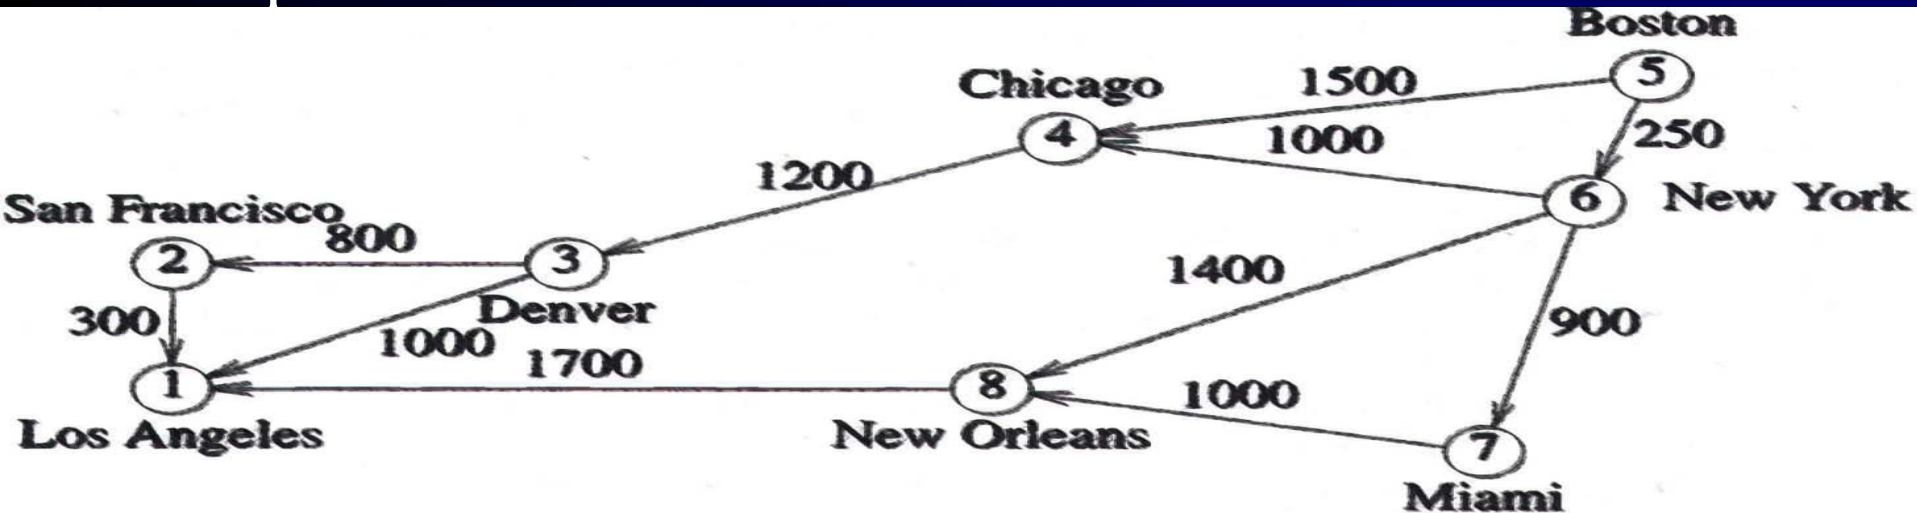 Boston
5
Chicago
1500
4
1000
250
1200
6
New York
San Francisco
800
2
3
1400
Denver
300
1000
900
1700
1
8
1000
Los Angeles
New Orleans
7
Miami